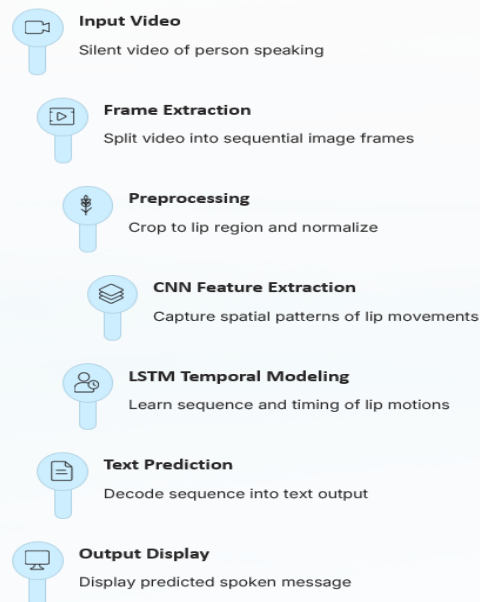 Input Video
Silent video of person speaking
Frame Extraction
Split video into sequential image frames
Preprocessing
Crop to lip region and normalize
CNN Feature Extraction
Capture spatial patterns of lip movements
LSTM Temporal Modeling
Learn sequence and timing of lip motions
Text Prediction
Decode sequence into text output
Output Display
Display predicted spoken message